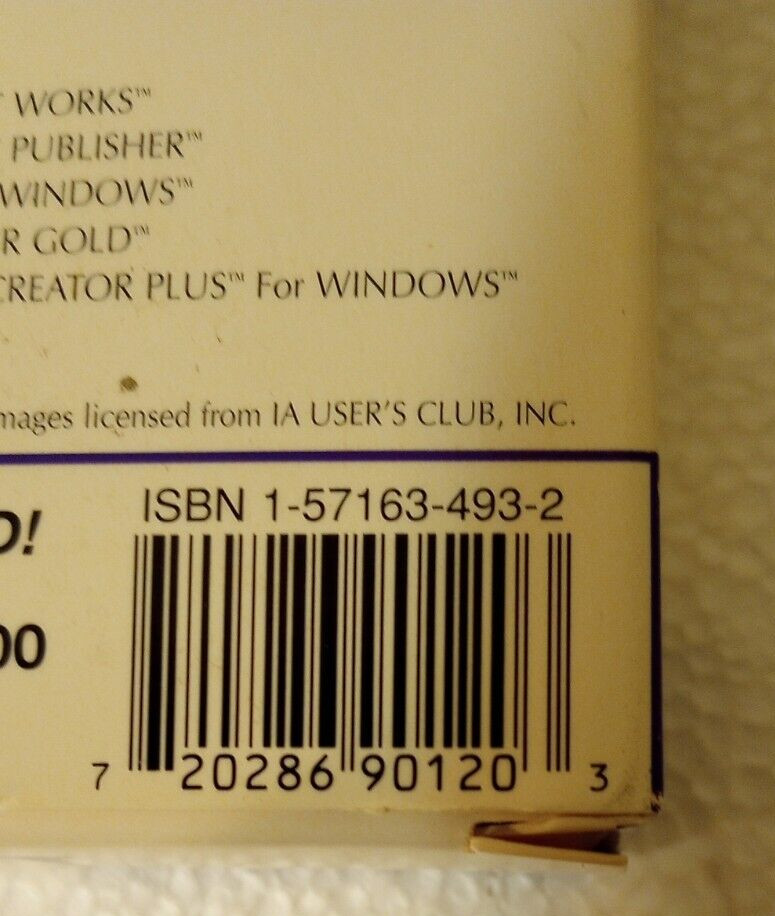 WORKS™
PUBLISHER™
WINDOWS™
R GOLD™
CREATOR PLUS™ For WINDOWS™
mages licensed from IA USER'S CLUB, INC.
D!
00
ISBN 1-57163-493-2
7 20286 90120 3